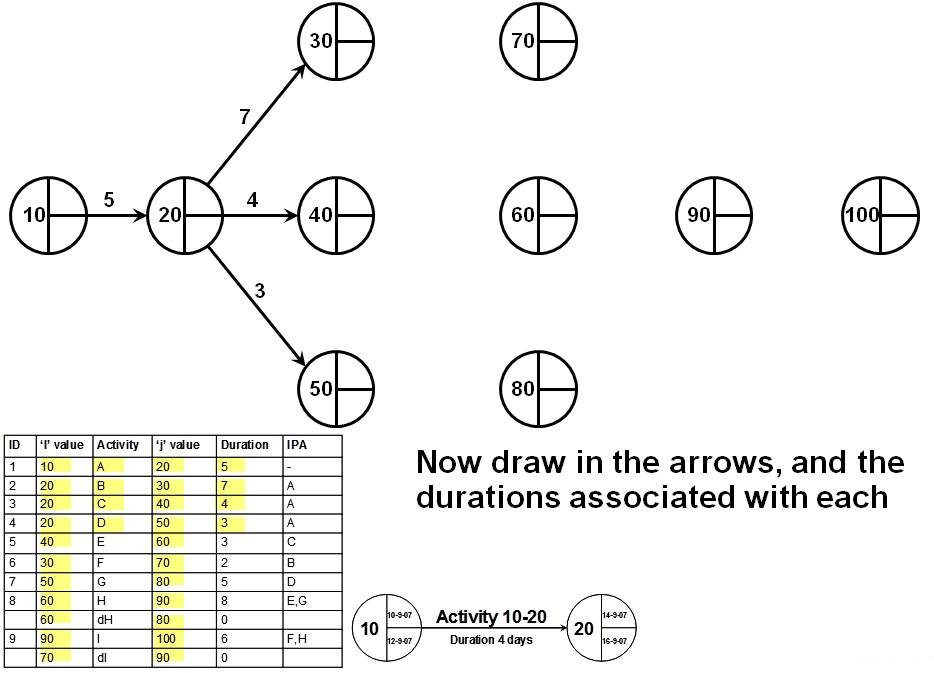 30
70
7
10
5
20
4
40
60
90
100
3
50
80
ID 'I' value Activity 'j' value Duration IPA
1 10 A 20 5 -
2 20 B 30 7 A
3 20 C 40 4 A
4 20 D 50 3 A
5 40 E 60 3 C
6 30 F 70 2 B
7 50 G 80 5 D
8 60 H 90 8 E,G
60 dH 80 0
9 90 I 100 6 F,H
70 dI 90 0
Now draw in the arrows, and the
durations associated with each
10
10-9-07
12-9-07
Activity 10-20
Duration 4 days
20
14-9-07
16-9-07